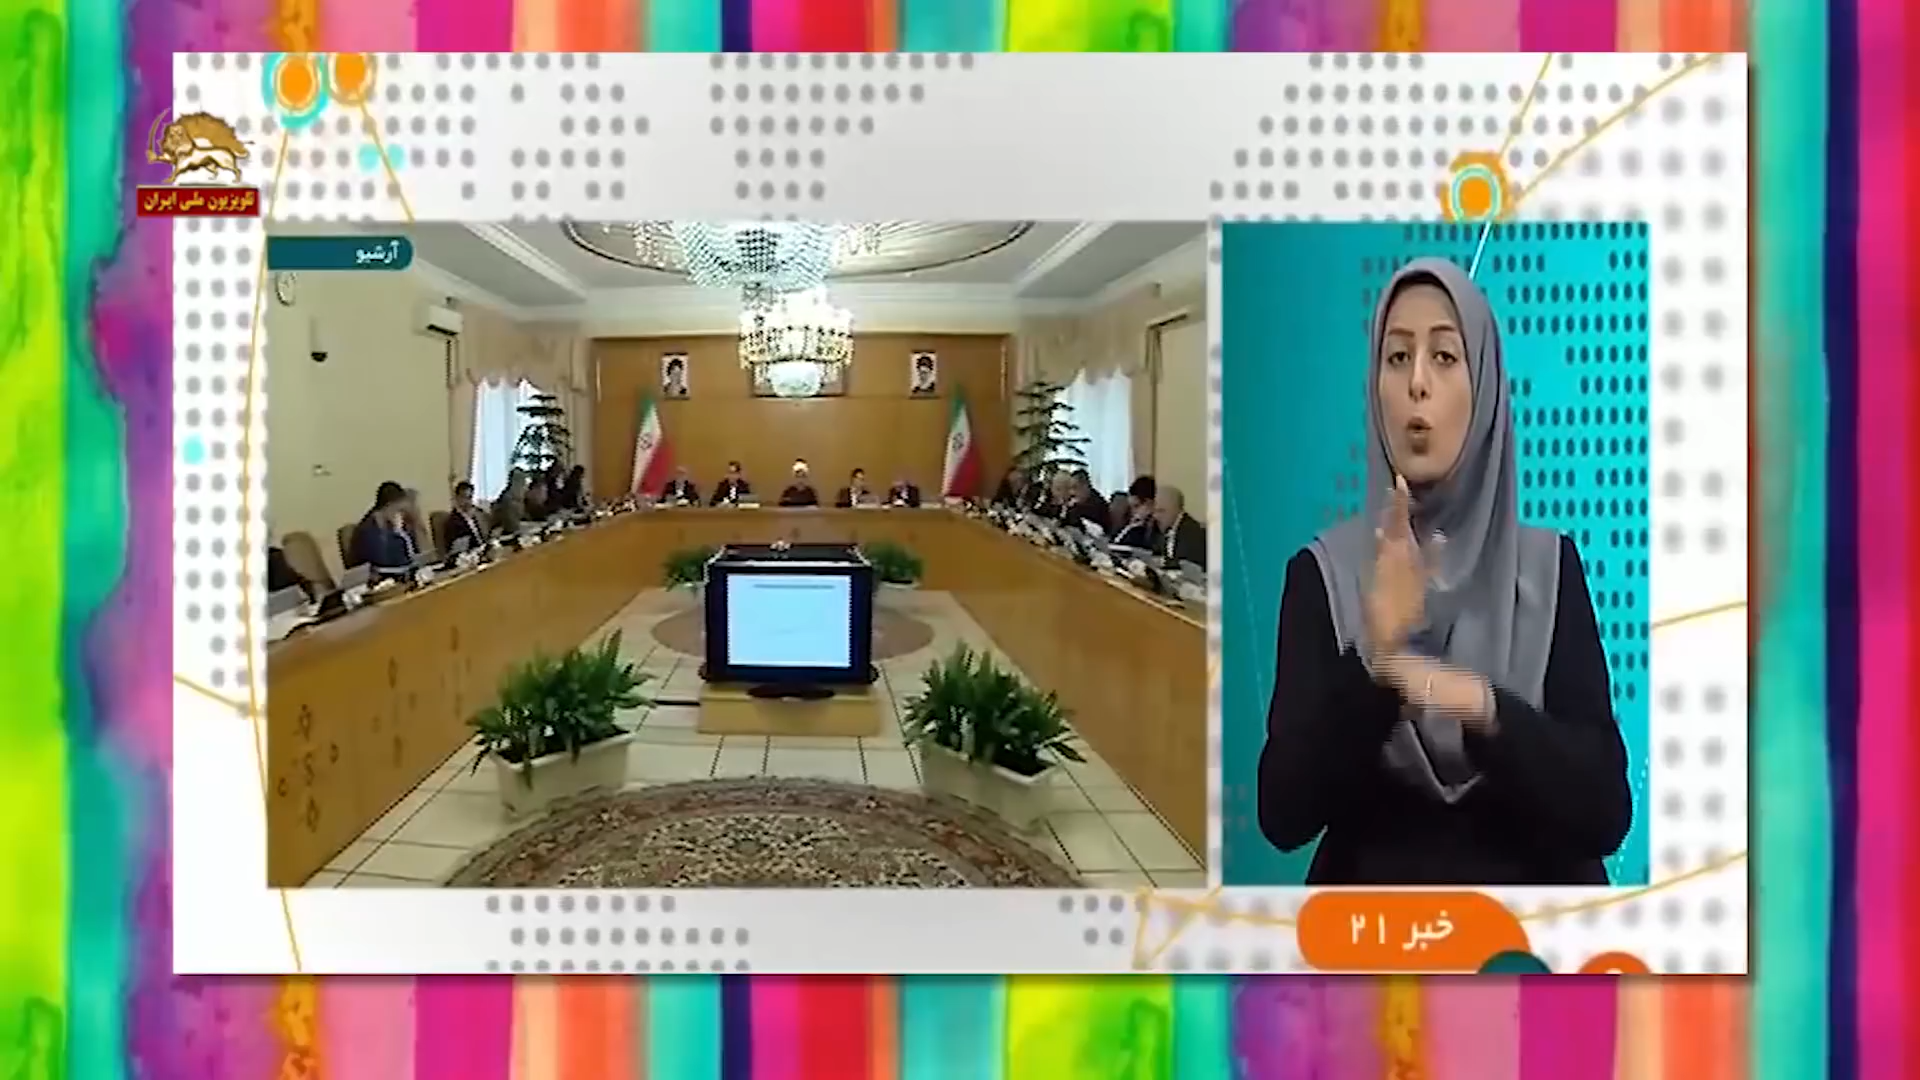 تلویزیون ملی ایران
آرشیو
خبر ۲۱